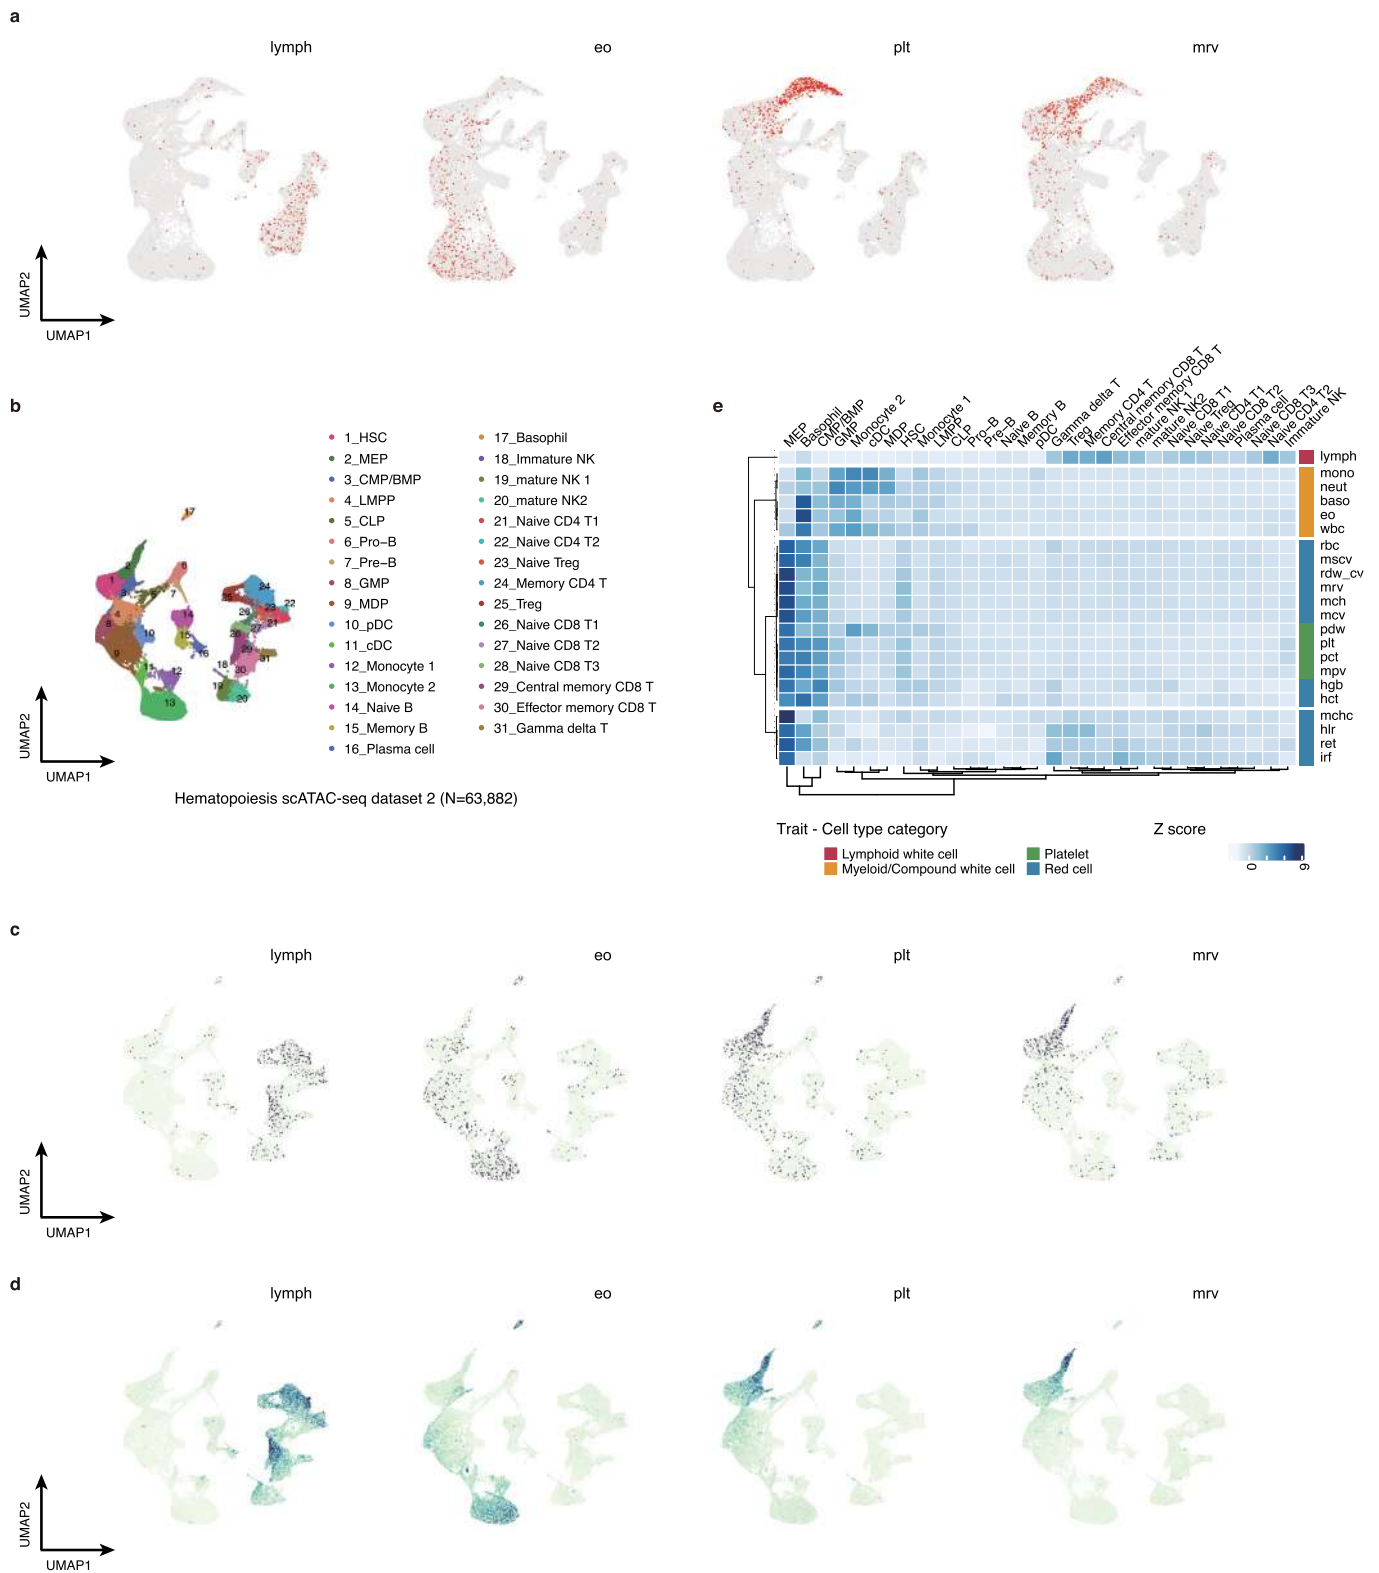 a
lymph
eo
plt
mrv
UMAP2
UMAP1
b
1_HSC
2_MEP
3_CMP/BMP
4_LMPP
5_CLP
6_Pro−B
7_Pre−B
8_GMP
9_MDP
10_pDC
11_cDC
12_Monocyte 1
13_Monocyte 2
14_Naive B
15_Memory B
16_Plasma cell
17_Basophil
18_Immature NK
19_mature NK 1
20_mature NK2
21_Naive CD4 T1
22_Naive CD4 T2
23_Naive Treg
24_Memory CD4 T
25_Treg
26_Naive CD8 T1
27_Naive CD8 T2
28_Naive CD8 T3
29_Central memory CD8 T
30_Effector memory CD8 T
31_Gamma delta T
UMAP2
UMAP1
Hematopoiesis scATAC-seq dataset 2 (N=63,882)
e
MEP
Basophil
CMP/BMP
GMP
Monocyte 2
cDC
MDP
HSC
Monocyte 1
LMPP
CLP
Pro−B
Pre−B
Naive B
Memory B
pDC
Gamma delta T
Treg
Memory CD4 T
Central memory CD8 T
Effector memory CD8 T
mature NK 1
mature NK2
Naive CD8 T1
Naive Treg
Naive CD4 T1
Naive CD8 T2
Plasma cell
Naive CD8 T3
Naive CD4 T2
Immature NK
lymph
mono
neut
baso
eo
wbc
rbc
mscv
rdw_cv
mrv
mch
mcv
pdw
plt
pct
mpv
hgb
hct
mchc
hlr
ret
irf
Trait - Cell type category
Lymphoid white cell
Myeloid/Compound white cell
Platelet
Red cell
Z score
0
9
c
lymph
eo
plt
mrv
UMAP2
UMAP1
d
lymph
eo
plt
mrv
UMAP2
UMAP1